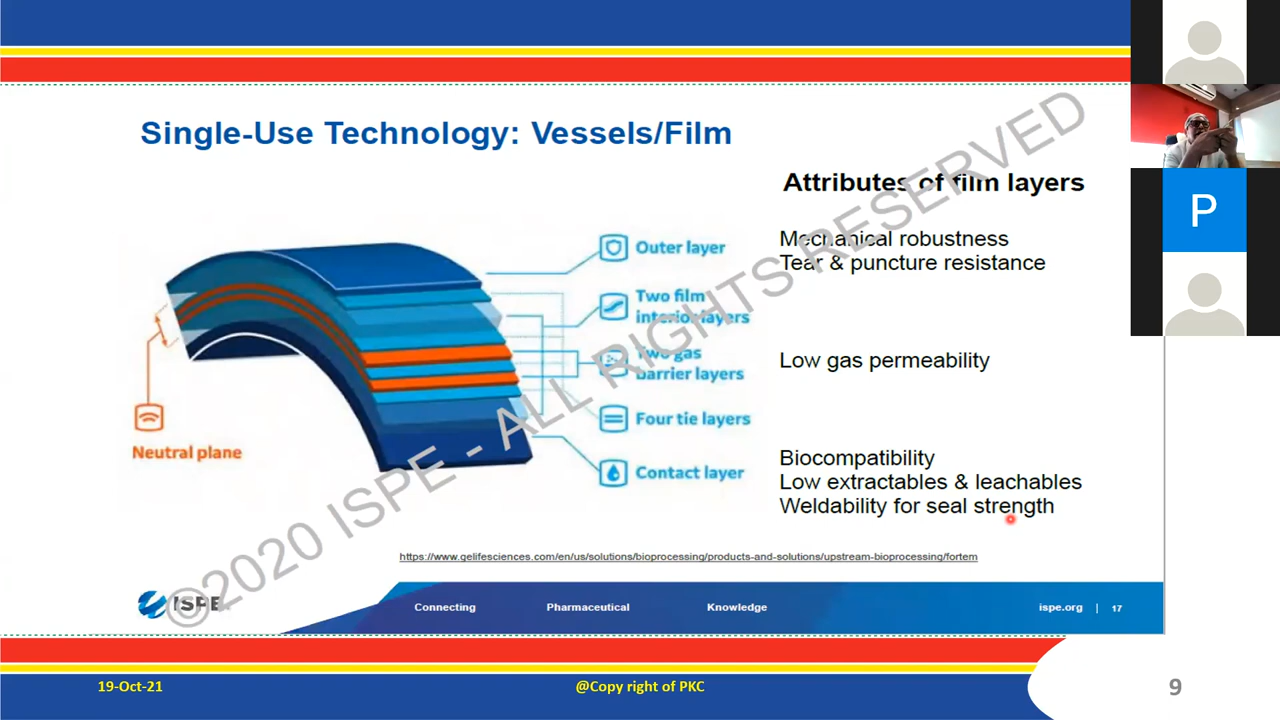 Single-Use Technology: Vessels/Film
Attributes of film layers
Mechanical robustness
Tear & puncture resistance
Low gas permeability
Biocompatibility
Low extractables & leachables
Weldability for seal strength
Outer layer
Two film
interior layers
Two gas
barrier layers
Four tie layers
Contact layer
Neutral plane
©2020 ISPE - ALL RIGHTS RESERVED
https://www.gelifesciences.com/en/us/solutions/bioprocessing/products-and-solutions/upstream-bioprocessing/fortem
ISPE
Connecting Pharmaceutical Knowledge
ispe.org | 17
19-Oct-21
@Copy right of PKC
9
P